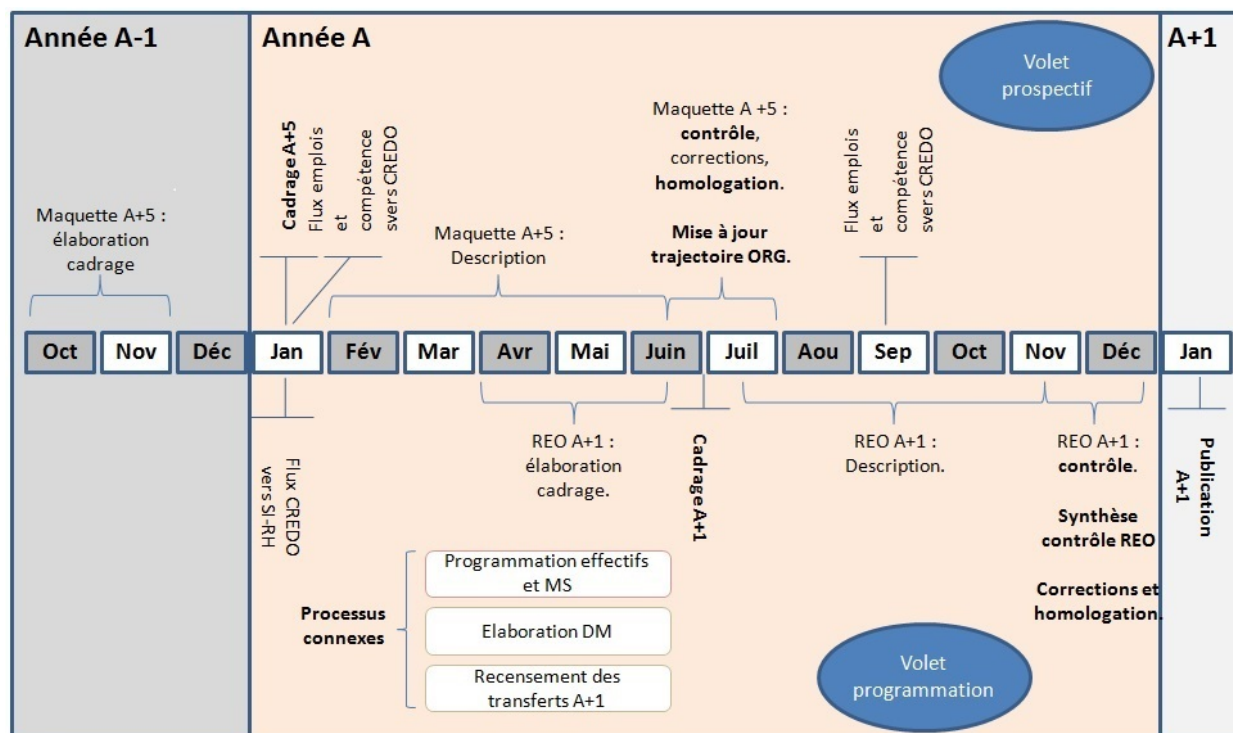 Année A-1
Année A
A+1
Volet
prospectif
Maquette A+5 :
élaboration
cadrage
Cadrage A+5
Flux emplois
et
compétence
svers CREDO
Maquette A+5 :
Description
Maquette A +5 :
contrôle,
corrections,
homologation.
Mise à jour
trajectoire ORG.
Flux emplois
et
compétence
svers CREDO
Oct
Nov
Déc
Jan
Fév
Mar
Avr
Mai
Juin
Juil
Aou
Sep
Oct
Nov
Déc
Jan
Flux CREDO
vers SI-RH
REO A+1 :
élaboration
cadrage.
Cadrage A+1
REO A+1 :
Description.
REO A+1 :
contrôle.
Synthèse
contrôle REO
Corrections et
homologation.
Publication
A+1
Processus
connexes
Programmation effectifs
et MS
Elaboration DM
Recensement des
transferts A+1
Volet
programmation